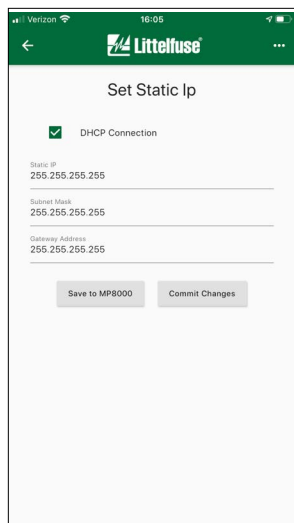 Verizon 16:05
Littelfuse®
Set Static Ip
DHCP Connection
Static IP
255.255.255.255
Subnet Mask
255.255.255.255
Gateway Address
255.255.255.255
Save to MP8000 Commit Changes